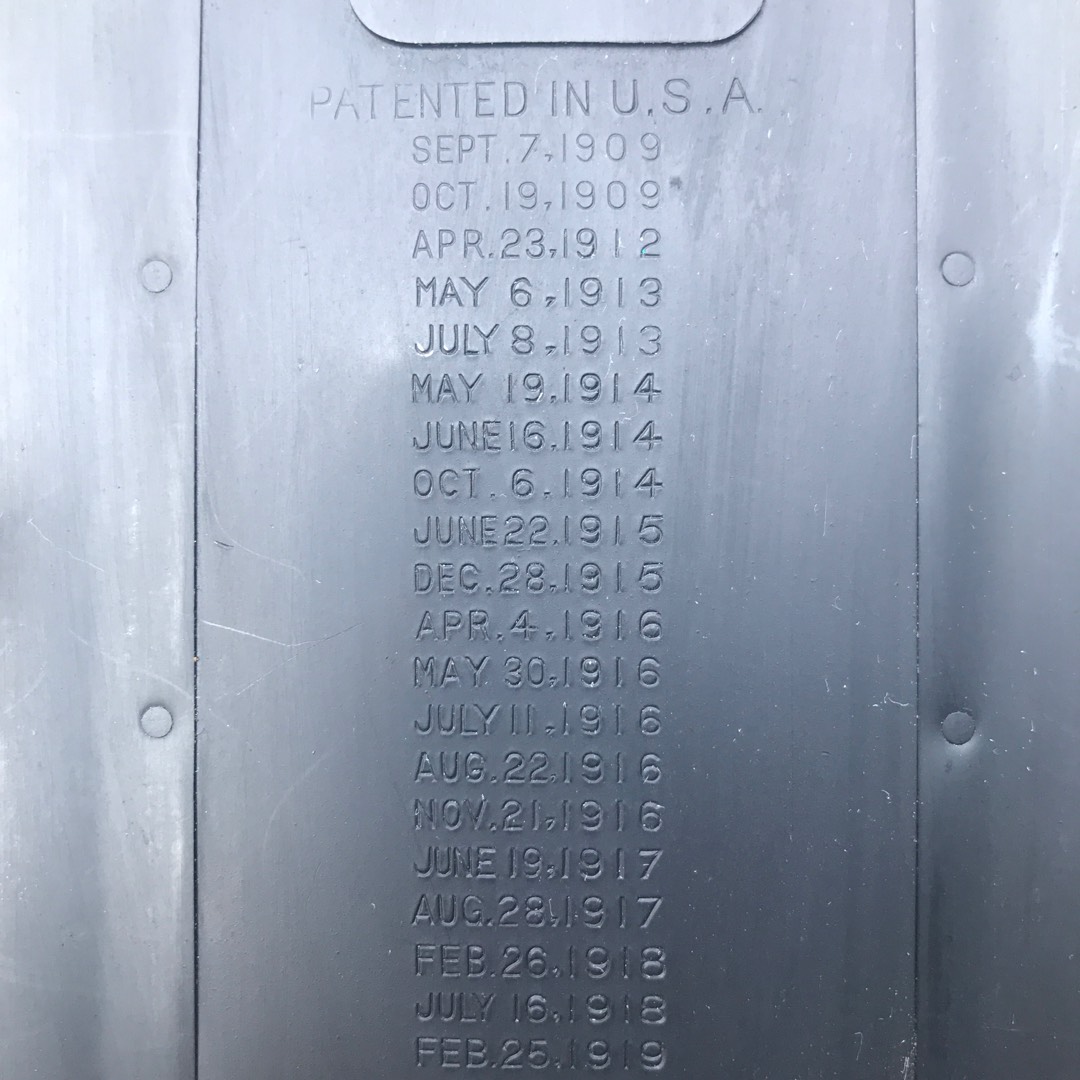 PATENTED IN U.S.A.
SEPT. 7, 1909
OCT. 19, 1909
APR. 23, 1912
MAY 6, 1913
JULY 8, 1913
MAY 19, 1914
JUNE 16, 1914
OCT. 6, 1914
JUNE 22, 1915
DEC. 28, 1915
APR. 4, 1916
MAY 30, 1916
JULY 11, 1916
AUG. 22, 1916
NOV. 21, 1916
JUNE 19, 1917
AUG. 28, 1917
FEB. 26, 1918
JULY 16, 1918
FEB. 25, 1919